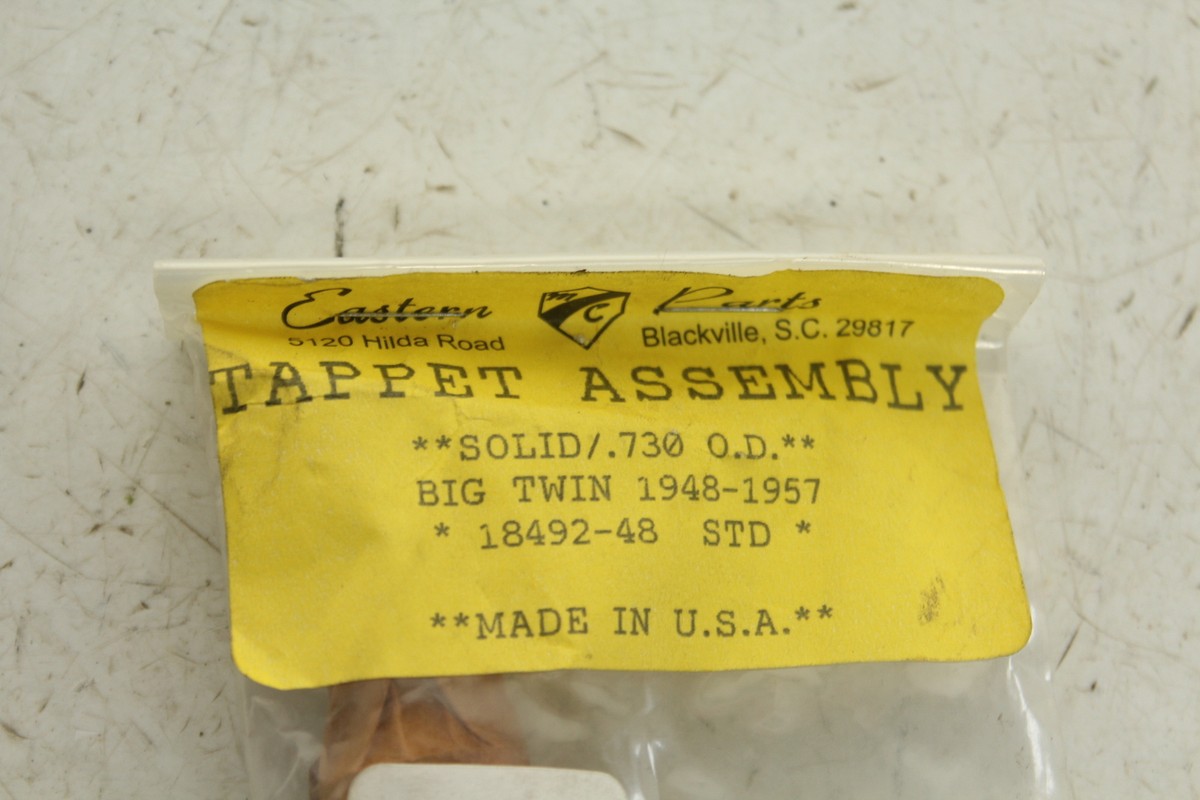 Eastern MC Parts
5120 Hilda Road Blackville, S.C. 29817
TAPPET ASSEMBLY
**SOLID/.730 O.D.**
BIG TWIN 1948-1957
* 18492-48 STD *
**MADE IN U.S.A.**